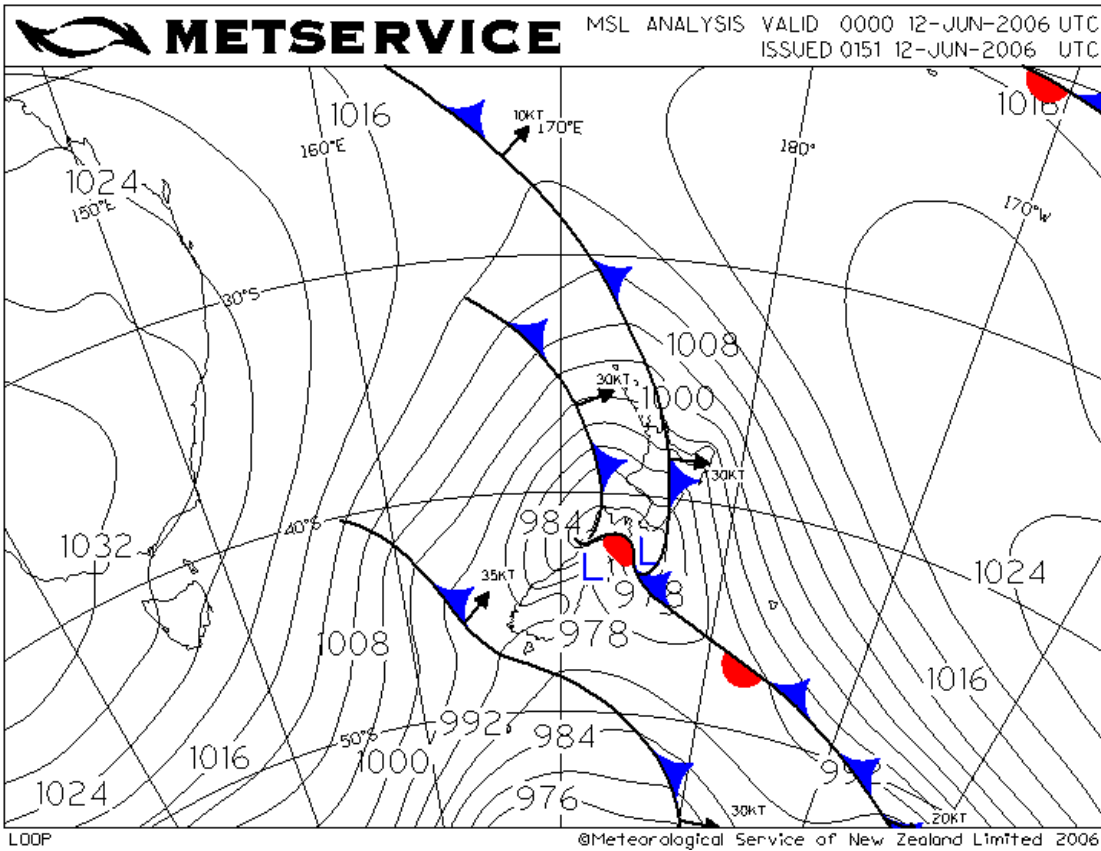 METSERVICE
MSL ANALYSIS VALID 0000 12-JUN-2006 UTC
ISSUED 0151 12-JUN-2006 UTC
1016
10KT
170°E
160°E
180°
1024
150°E
170°W
30°S
1008
30KT
1000
30KT
984
40°S
1032
L
L
35KT
1024
978
978
1008
1016
992
984
50°S
1016
1000
992
1024
976
30KT
20KT
LOOP
©Meteorological Service of New Zealand Limited 2006